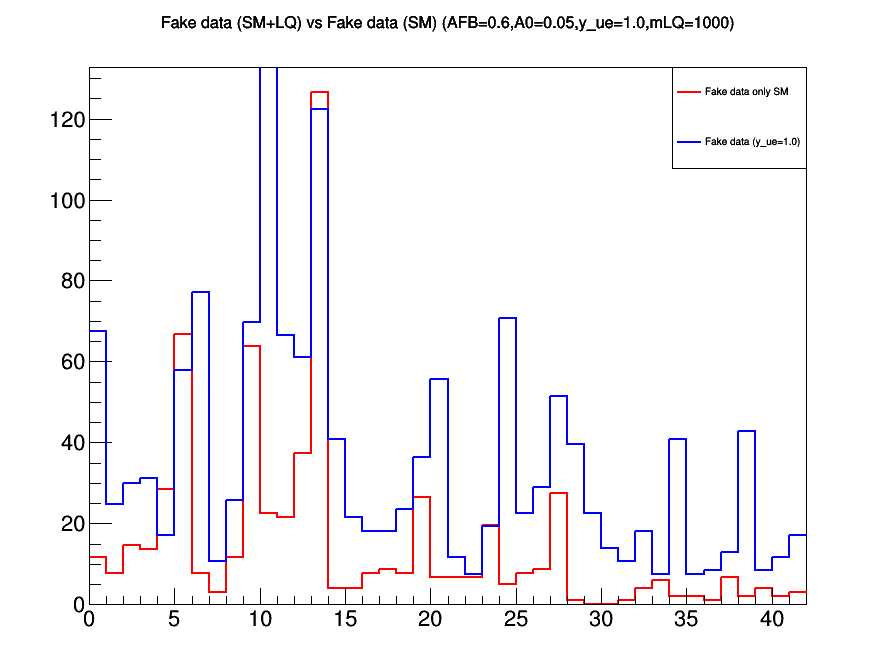 Fake data (SM+LQ) vs Fake data (SM) (AFB=0.6,A0=0.05,y_ue=1.0,mLQ=1000)
Fake data only SM
Fake data (y_ue=1.0)
120
100
80
60
40
20
0
0 5 10 15 20 25 30 35 40